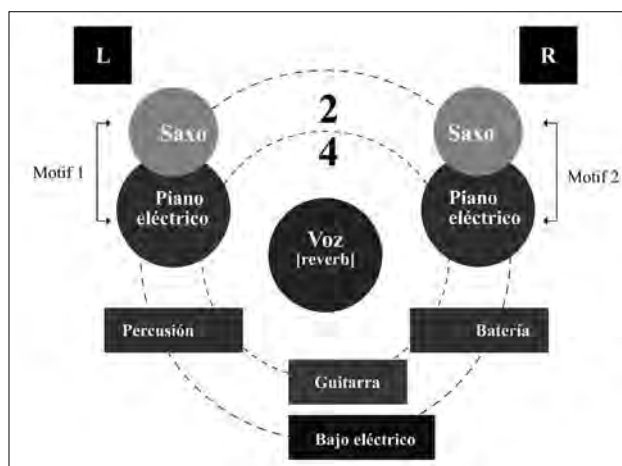 L
R
Saxo
Saxo
2
4
Motif 1
Motif 2
Piano
eléctrico
Piano
eléctrico
Voz
[reverb]
Percusión
Batería
Guitarra
Bajo eléctrico